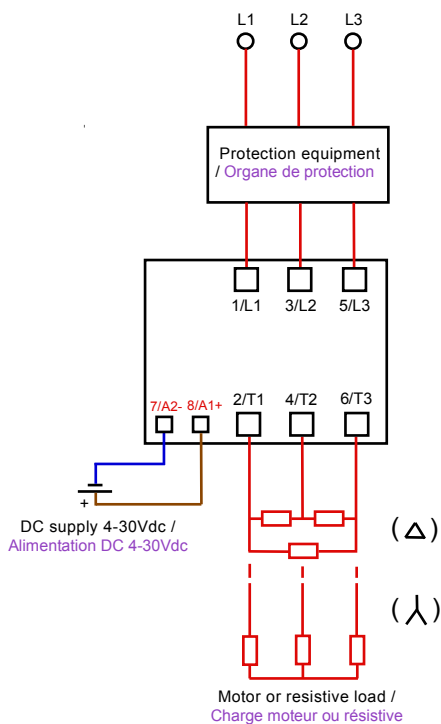 L1 L2 L3
Protection equipment
/ Organe de protection
1/L1 3/L2 5/L3
7/A2- 8/A1+ 2/T1 4/T2 6/T3
+
DC supply 4-30Vdc /
Alimentation DC 4-30Vdc
(△)
(⅄)
Motor or resistive load /
Charge moteur ou résistive